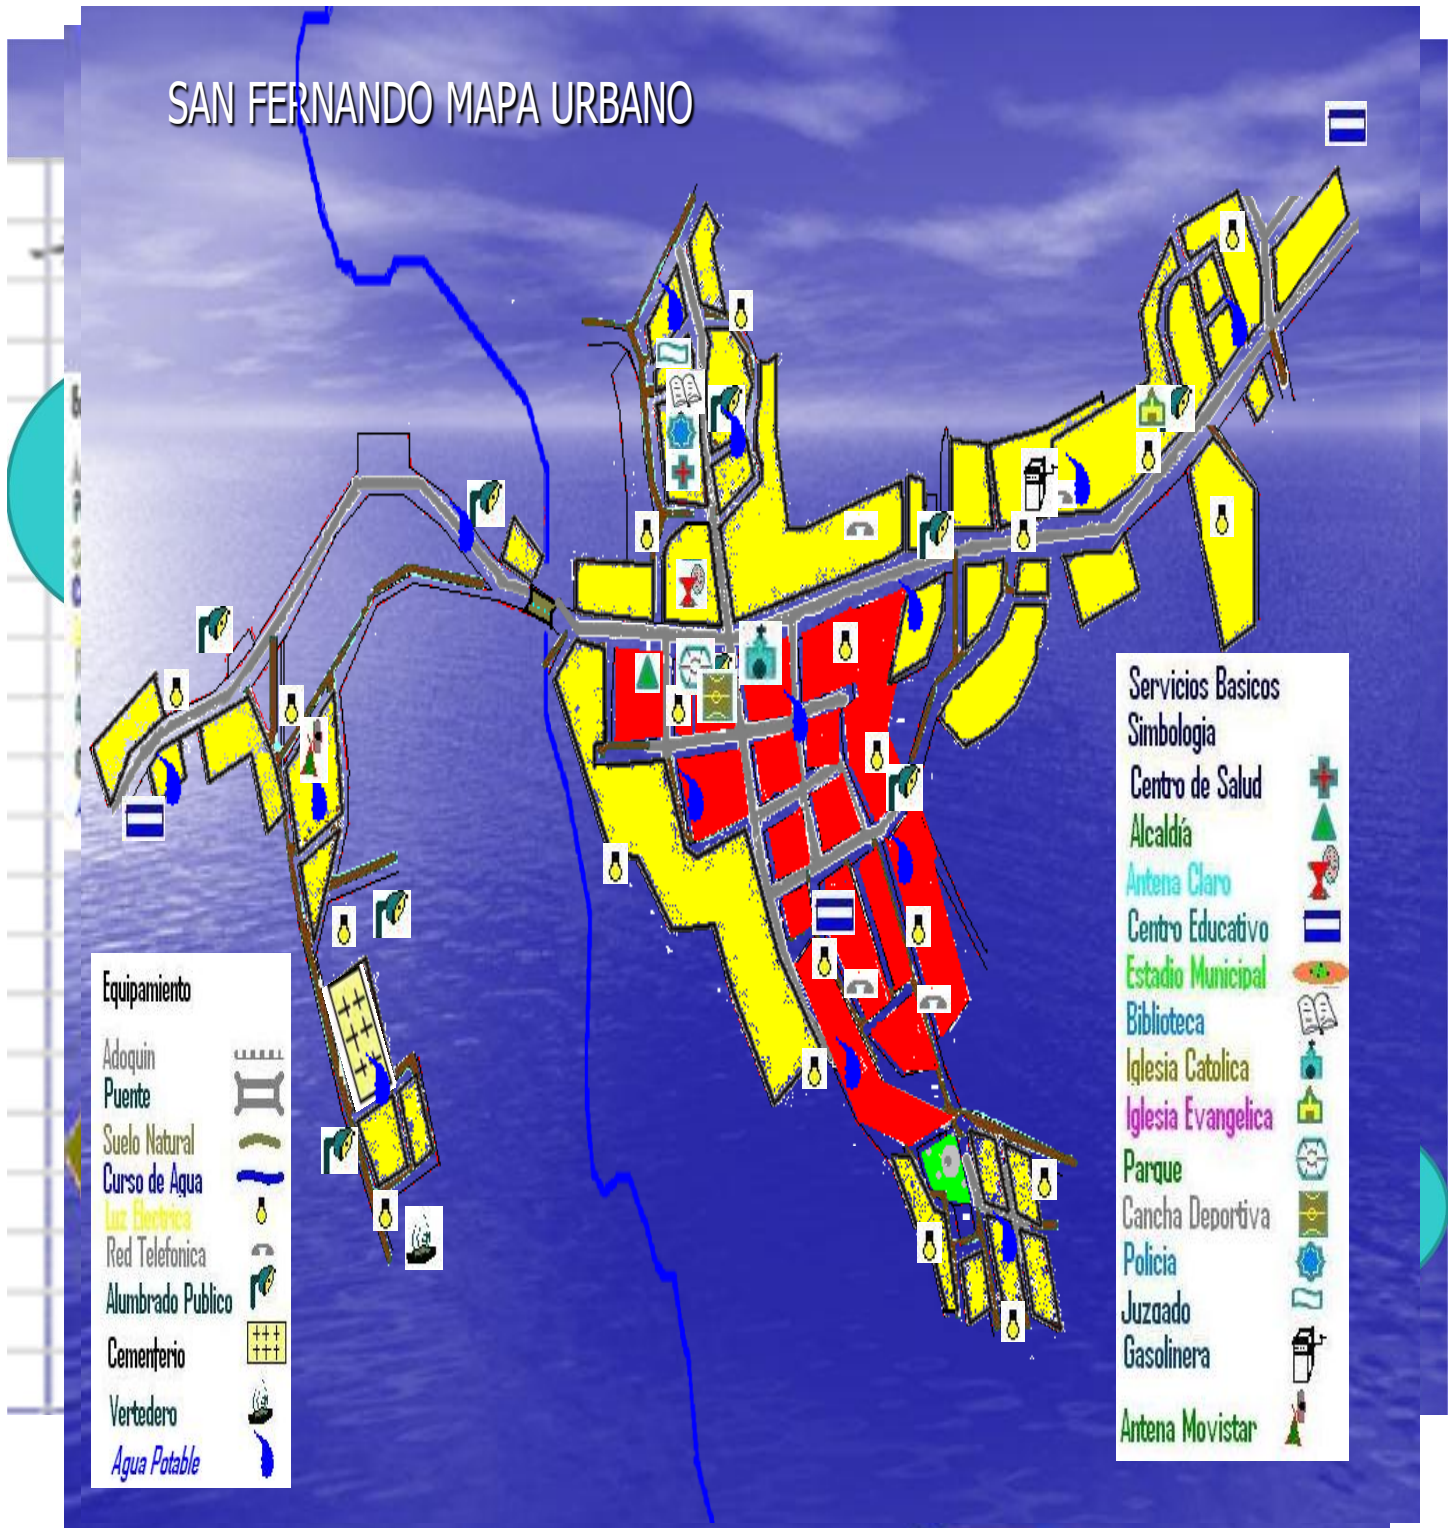 SAN FERNANDO MAPA URBANO
Servicios Basicos
Simbologia
Centro de Salud
Alcaldía
Antena Claro
Centro Educativo
Estadio Municipal
Biblioteca
Iglesia Catolica
Iglesia Evangelica
Parque
Cancha Deportiva
Policia
Juzgado
Gasolinera
Antena Movistar
Equipamiento
Adoquin
Puente
Suelo Natural
Curso de Agua
Luz Electrica
Red Telefonica
Alumbrado Publico
Cementerio
Vertedero
Agua Potable